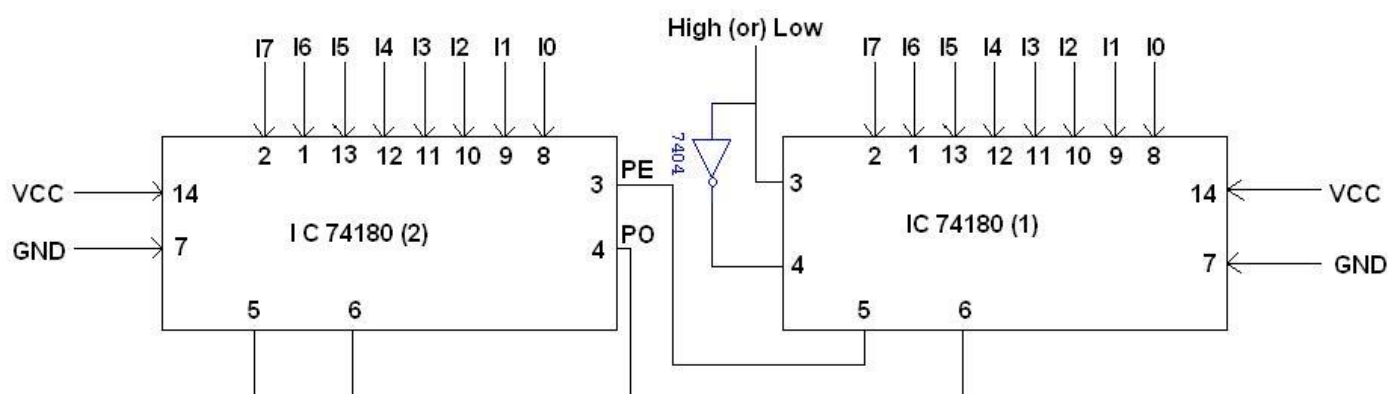 High (or) Low
I7 I6 I5 I4 I3 I2 I1 I0
I7 I6 I5 I4 I3 I2 I1 I0
7404
2 1 13 12 11 10 9 8
2 1 13 12 11 10 9 8
PE
3
3
VCC
14
14
VCC
I C 74180 (2)
IC 74180 (1)
PO
GND
7
4
4
7
GND
5 6
5 6